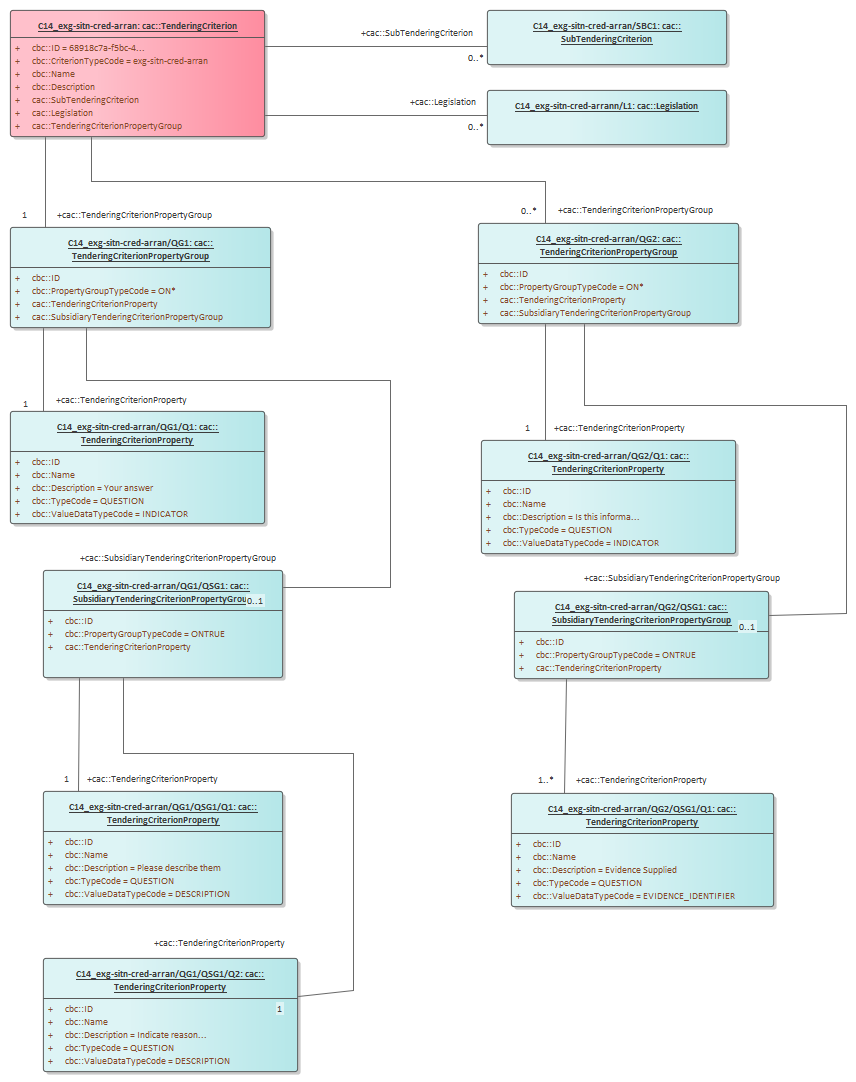 C14_exg-sitn-cred-arran: cac::TenderingCriterion
+ cbc::ID = 68918c7a-f5bc-4...
+ cbc::CriterionTypeCode = exg-sitn-cred-arran
+ cbc::Name
+ cbc::Description
+ cac::SubTenderingCriterion
+ cac::Legislation
+ cac::TenderingCriterionPropertyGroup
+cac::SubTenderingCriterion
0..*
C14_exg-sitn-cred-arran/SBC1: cac::
SubTenderingCriterion
+cac::Legislation
0..*
C14_exg-sitn-cred-arrann/L1: cac::Legislation
1
+cac::TenderingCriterionPropertyGroup
C14_exg-sitn-cred-arran/QG1: cac::
TenderingCriterionPropertyGroup
+ cbc::ID
+ cbc::PropertyGroupTypeCode = ON*
+ cac::TenderingCriterionProperty
+ cac::SubsidiaryTenderingCriterionPropertyGroup
0..*
+cac::TenderingCriterionPropertyGroup
C14_exg-sitn-cred-arran/QG2: cac::
TenderingCriterionPropertyGroup
+ cbc::ID
+ cbc::PropertyGroupTypeCode = ON*
+ cac::TenderingCriterionProperty
+ cac::SubsidiaryTenderingCriterionPropertyGroup
1
+cac::TenderingCriterionProperty
C14_exg-sitn-cred-arran/QG1/Q1: cac::
TenderingCriterionProperty
+ cbc::ID
+ cbc::Name
+ cbc::Description = Your answer
+ cbc::TypeCode = QUESTION
+ cbc::ValueDataTypeCode = INDICATOR
1
+cac::TenderingCriterionProperty
C14_exg-sitn-cred-arran/QG2/Q1: cac::
TenderingCriterionProperty
+ cbc::ID
+ cbc::Name
+ cbc::Description = Is this informa...
+ cbc:TypeCode = QUESTION
+ cbc::ValueDataTypeCode = INDICATOR
+cac::SubsidiaryTenderingCriterionPropertyGroup
C14_exg-sitn-cred-arran/QG1/QSG1: cac::
SubsidiaryTenderingCriterionPropertyGrou
0..1
+ cbc::ID
+ cbc::PropertyGroupTypeCode = ONTRUE
+ cac::TenderingCriterionProperty
+cac::SubsidiaryTenderingCriterionPropertyGroup
C14_exg-sitn-cred-arran/QG2/QSG1: cac::
SubsidiaryTenderingCriterionPropertyGroup
0..1
+ cbc::ID
+ cbc::PropertyGroupTypeCode = ONTRUE
+ cac::TenderingCriterionProperty
1
+cac::TenderingCriterionProperty
C14_exg-sitn-cred-arran/QG1/QSG1/Q1: cac::
TenderingCriterionProperty
+ cbc::ID
+ cbc::Name
+ cbc::Description = Please describe them
+ cbc:TypeCode = QUESTION
+ cbc::ValueDataTypeCode = DESCRIPTION
1..*
+cac::TenderingCriterionProperty
C14_exg-sitn-cred-arran/QG2/QSG1/Q1: cac::
TenderingCriterionProperty
+ cbc::ID
+ cbc::Name
+ cbc::Description = Evidence Supplied
+ cbc:TypeCode = QUESTION
+ cbc::ValueDataTypeCode = EVIDENCE_IDENTIFIER
+cac::TenderingCriterionProperty
C14_exg-sitn-cred-arran/QG1/QSG1/Q2: cac::
TenderingCriterionProperty
1
+ cbc::ID
+ cbc::Name
+ cbc::Description = Indicate reason...
+ cbc:TypeCode = QUESTION
+ cbc::ValueDataTypeCode = DESCRIPTION